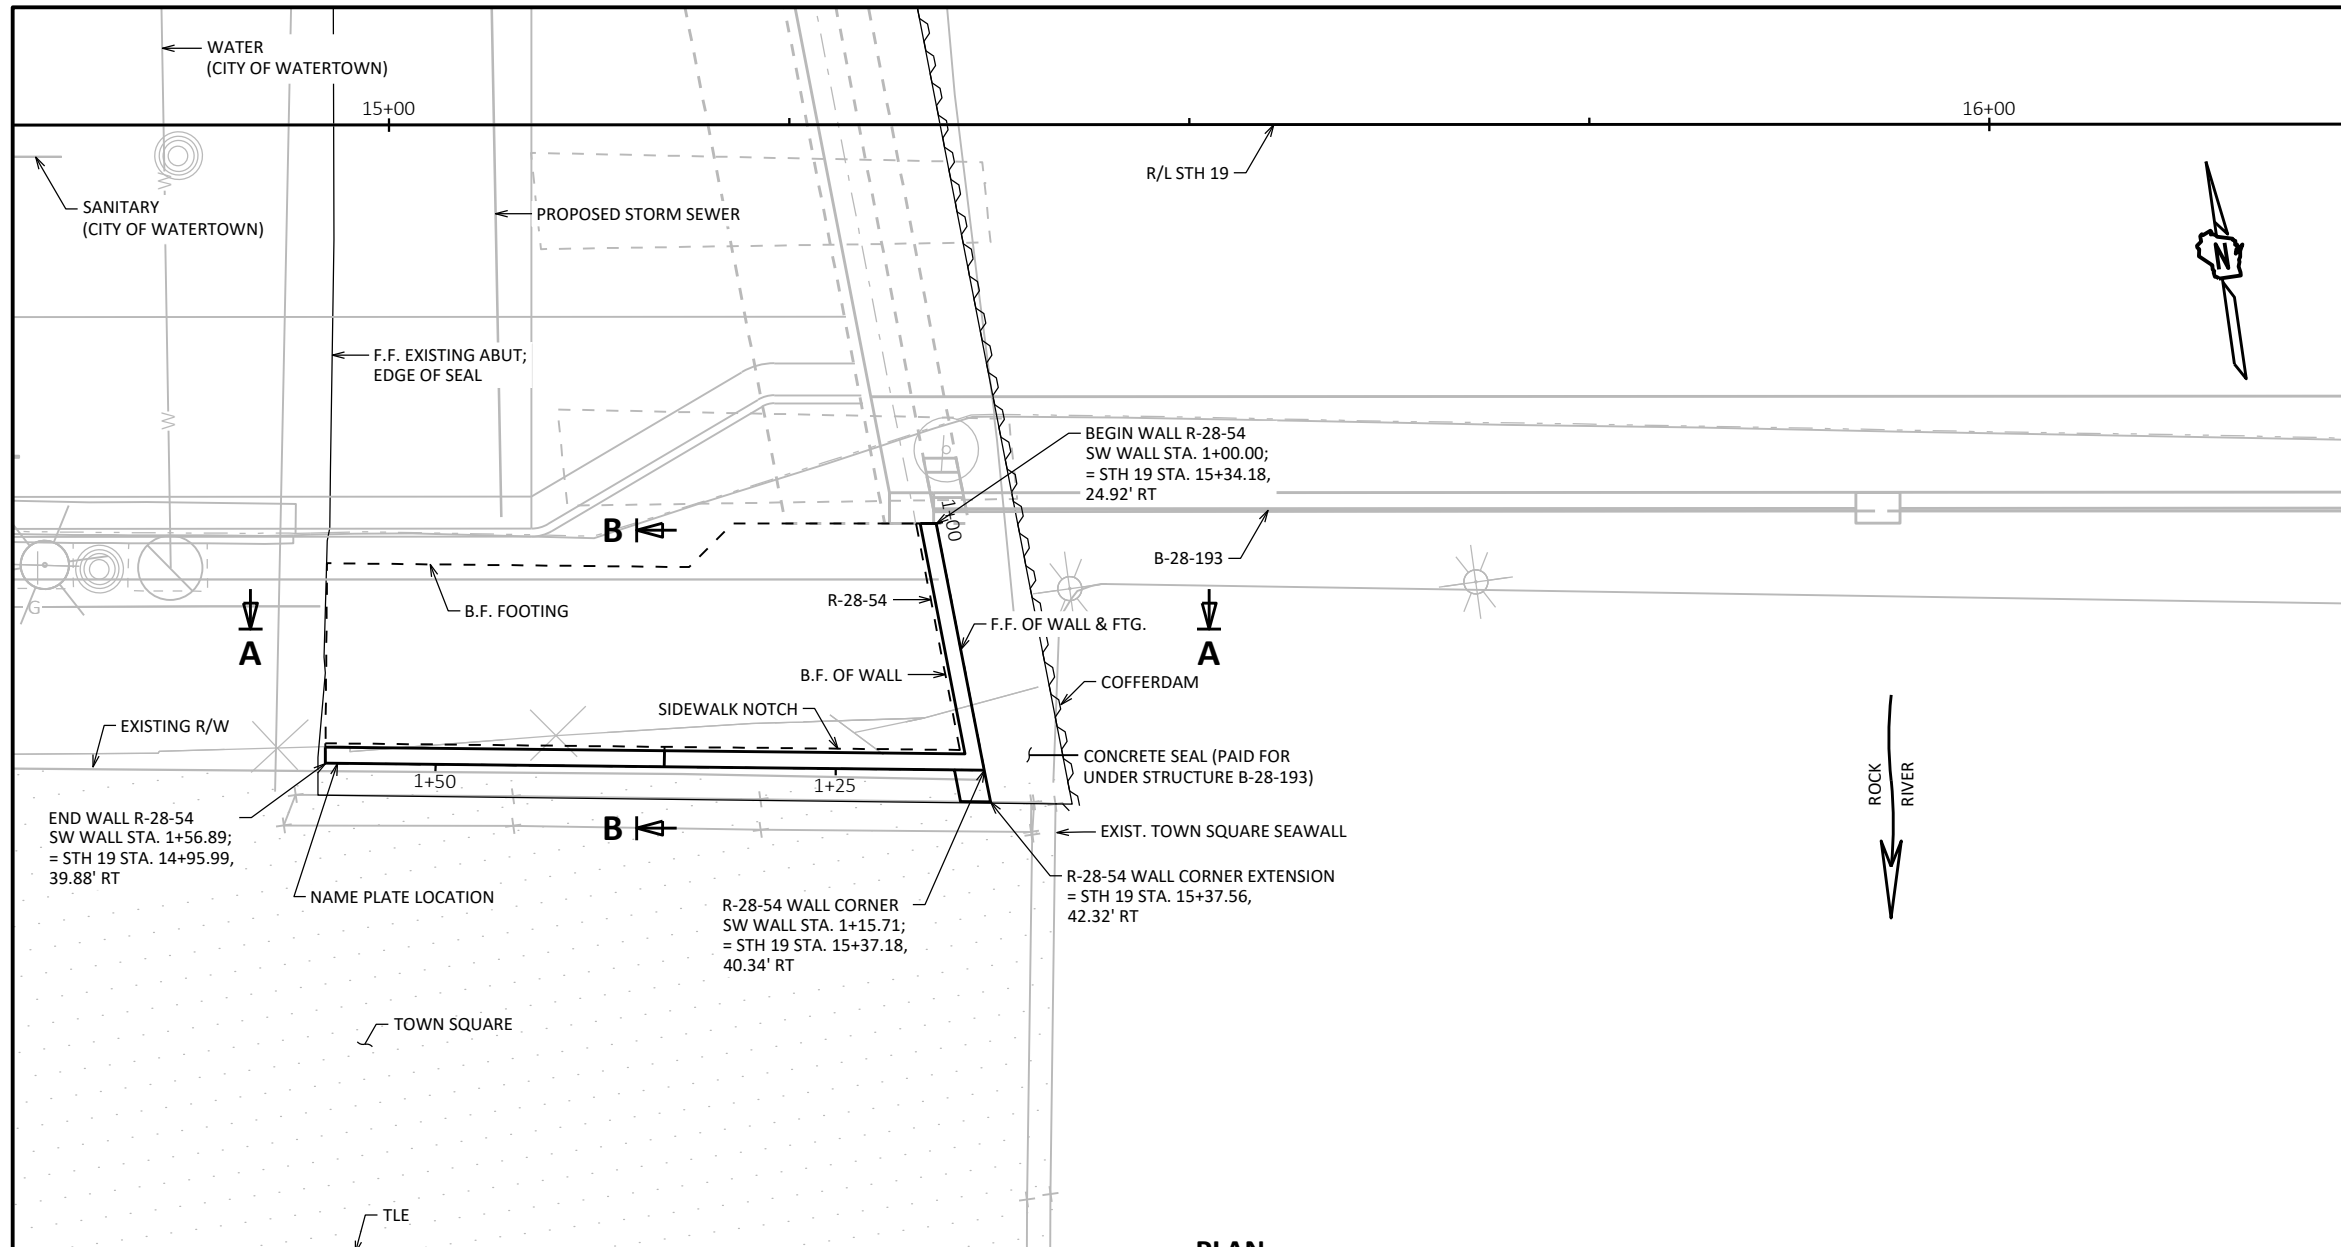 WATER
(CITY OF WATERTOWN)
15+00
16+00
R/L STH 19
W
SANITARY
(CITY OF WATERTOWN)
PROPOSED STORM SEWER
N
F.F. EXISTING ABUT;
EDGE OF SEAL
W
BEGIN WALL R-28-54
SW WALL STA. 1+00.00;
= STH 19 STA. 15+34.18,
24.92' RT
1+00
B
B-28-193
G
B.F. FOOTING
R-28-54
F.F. OF WALL & FTG.
A
A
B.F. OF WALL
COFFERDAM
SIDEWALK NOTCH
EXISTING R/W
CONCRETE SEAL (PAID FOR
UNDER STRUCTURE B-28-193)
ROCK
RIVER
1+50
1+25
END WALL R-28-54
SW WALL STA. 1+56.89;
= STH 19 STA. 14+95.99,
39.88' RT
B
EXIST. TOWN SQUARE SEAWALL
NAME PLATE LOCATION
R-28-54 WALL CORNER EXTENSION
= STH 19 STA. 15+37.56,
42.32' RT
R-28-54 WALL CORNER
SW WALL STA. 1+15.71;
= STH 19 STA. 15+37.18,
40.34' RT
TOWN SQUARE
TLE
PLAN